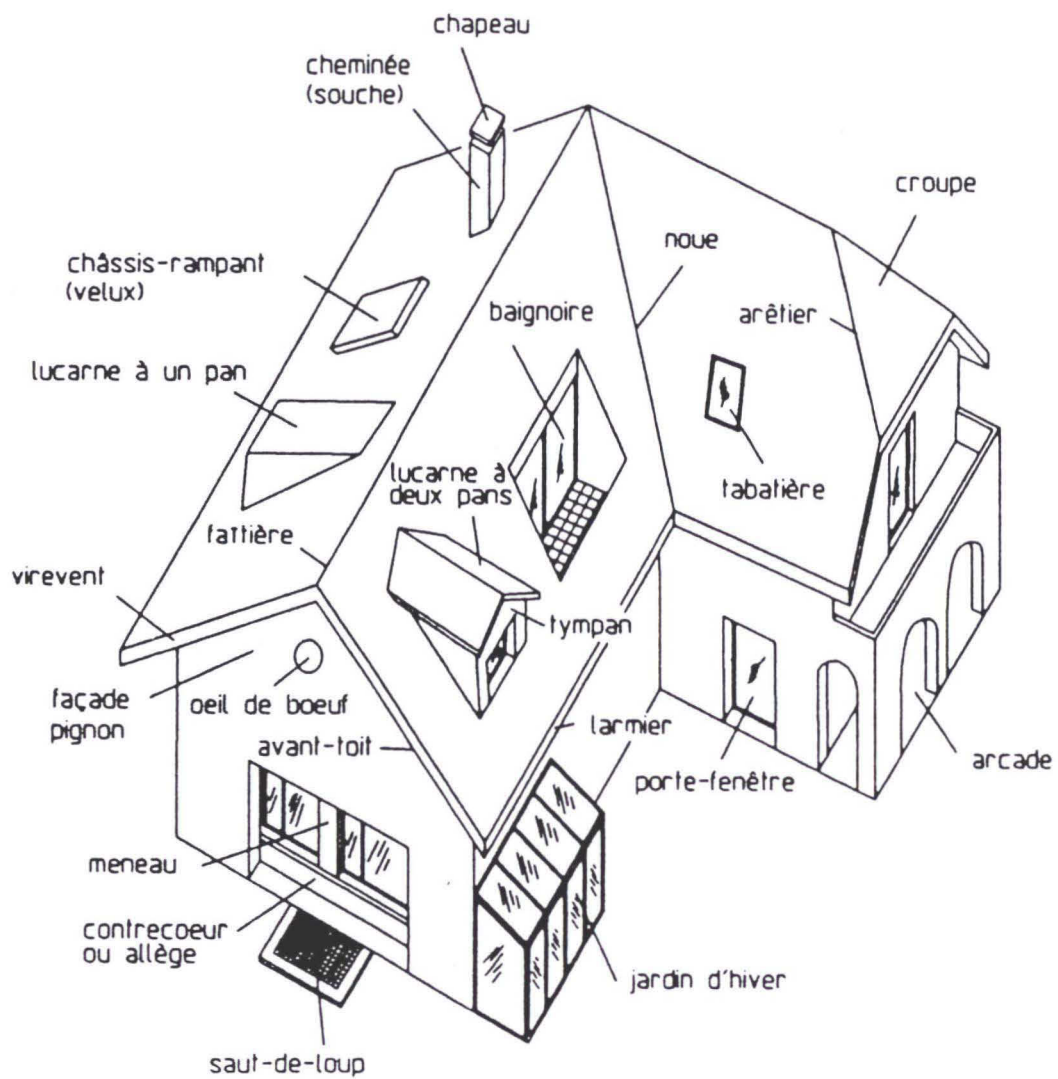 chapeau
cheminée
(souche)
croupe
noue
châssis-rampant
(velux)
baignoire
arêtier
lucarne à un pan
lucarne à
deux pans
tabatière
faîtière
virevent
tympan
façade
pignon
oeil de boeuf
larmier
avant-toit
porte-fenêtre
arcade
meneau
contrecoeur
ou allège
jardin d'hiver
saut-de-loup